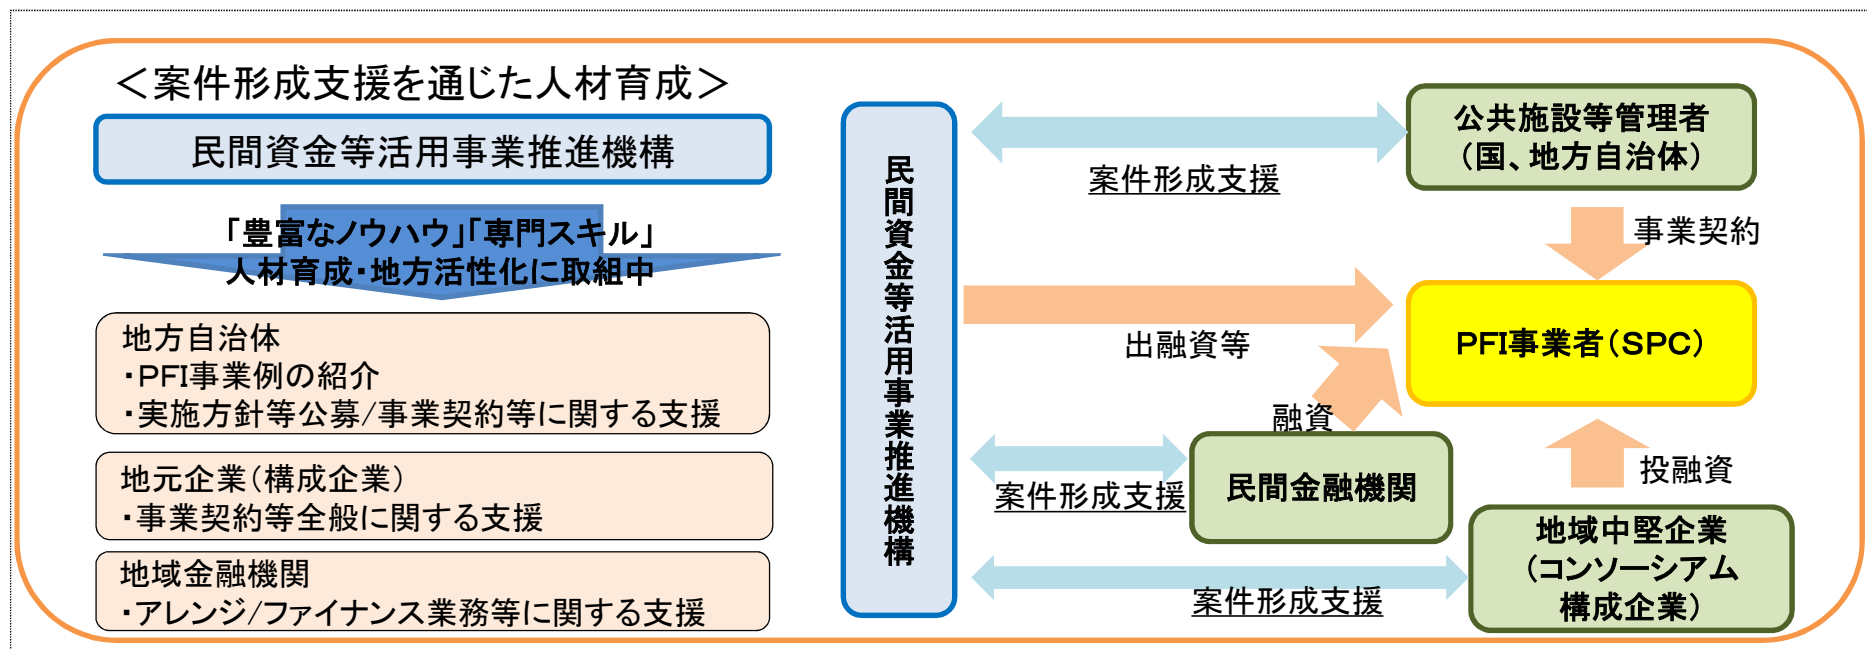 ＜案件形成支援を通じた人材育成＞
民間資金等活用事業推進機構
「豊富なノウハウ」「専門スキル」
人材育成・地方活性化に取組中
地方自治体
・PFI事業例の紹介
・実施方針等公募/事業契約等に関する支援
地元企業（構成企業）
・事業契約等全般に関する支援
地域金融機関
・アレンジ/ファイナンス業務等に関する支援
民間資金等活用事業推進機構
案件形成支援
公共施設等管理者
（国、地方自治体）
事業契約
出融資等
PFI事業者（SPC）
融資
案件形成支援
民間金融機関
投融資
案件形成支援
地域中堅企業
（コンソーシアム
構成企業）